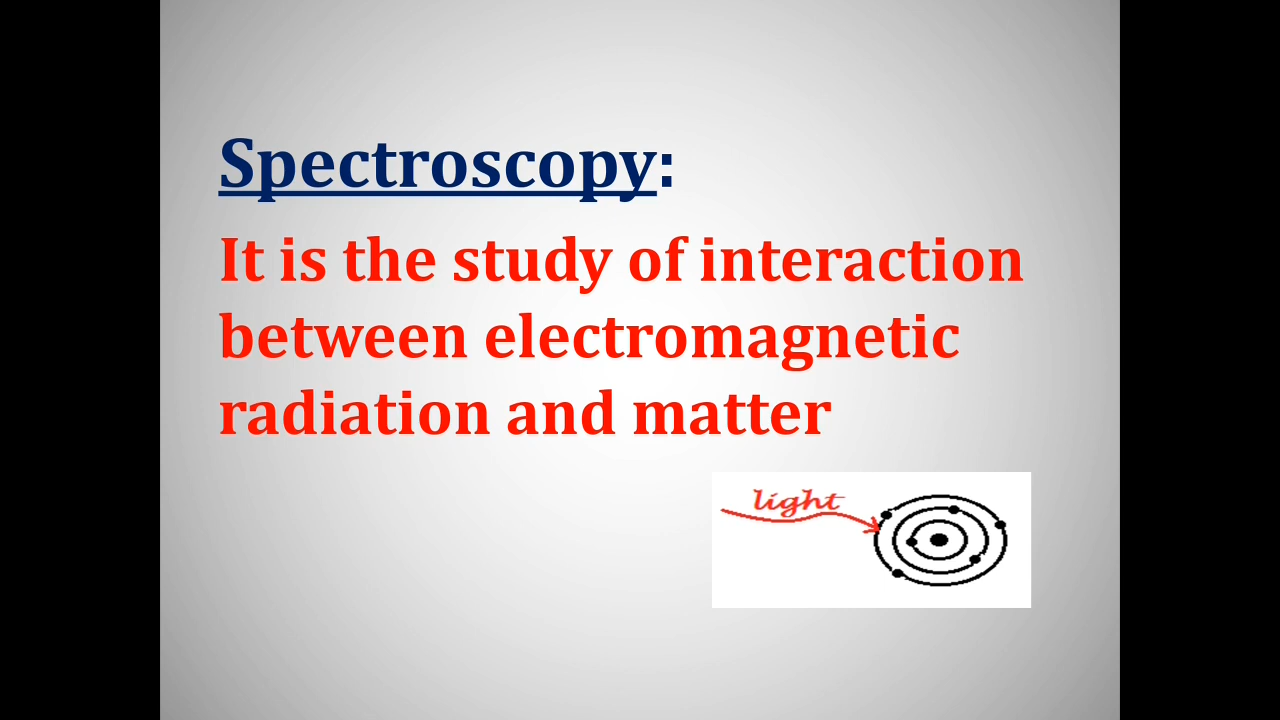 Spectroscopy:
It is the study of interaction
between electromagnetic
radiation and matter
light